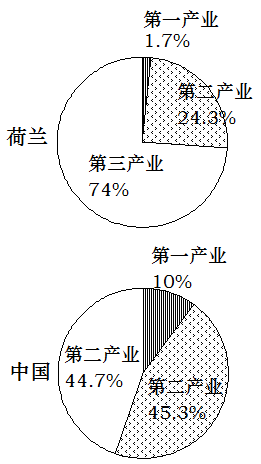 第一产业
1.7%
第二产业
24.3%
荷兰
第三产业
74%
第一产业
10%
第二产业
44.7%
中国
第二产业
45.3%